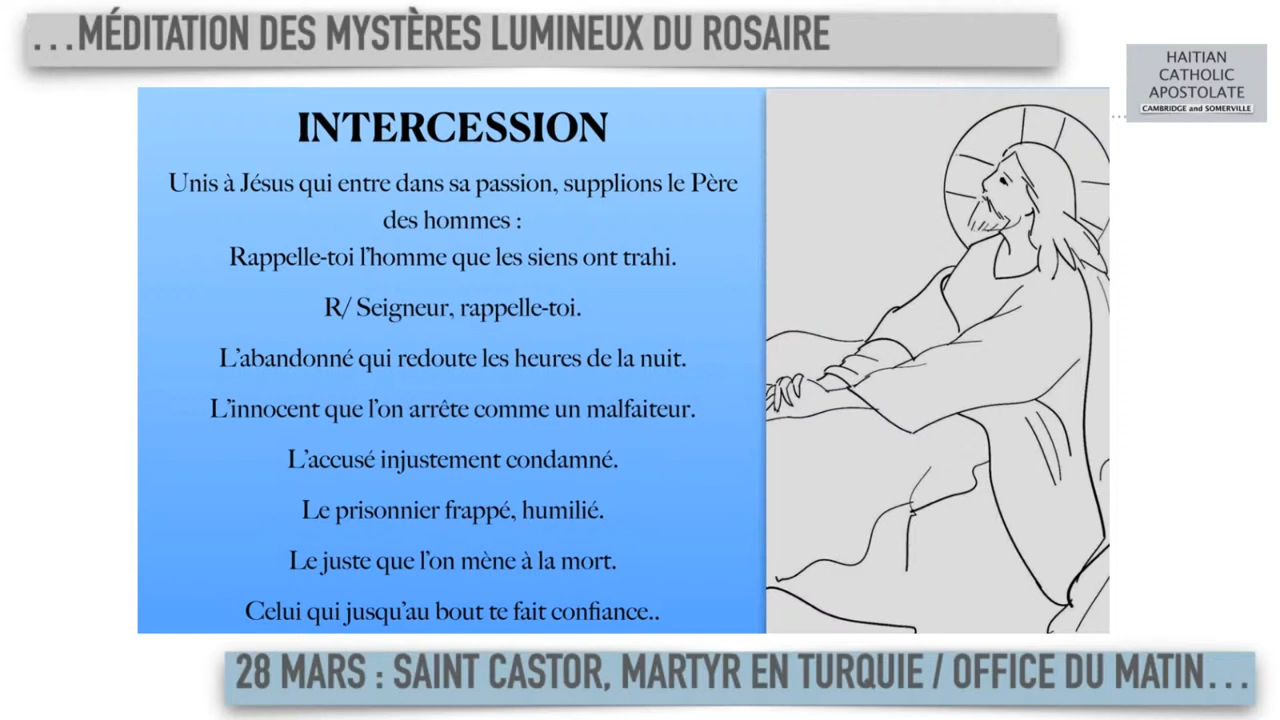 ...MÉDITATION DES MYSTÈRES LUMINEUX DU ROSAIRE
HAITIAN
CATHOLIC
APOSTOLATE
CAMBRIDGE and SOMERVILLE
INTERCESSION
Unis à Jésus qui entre dans sa passion, supplions le Père
des hommes :
Rappelle-toi l’homme que les siens ont trahi.
R/ Seigneur, rappelle-toi.
L’abandonné qui redoute les heures de la nuit.
L’innocent que l’on arrête comme un malfaiteur.
L’accusé injustement condamné.
Le prisonnier frappé, humilié.
Le juste que l’on mène à la mort.
Celui qui jusqu’au bout te fait confiance..
28 MARS : SAINT CASTOR, MARTYR EN TURQUIE / OFFICE DU MATIN...